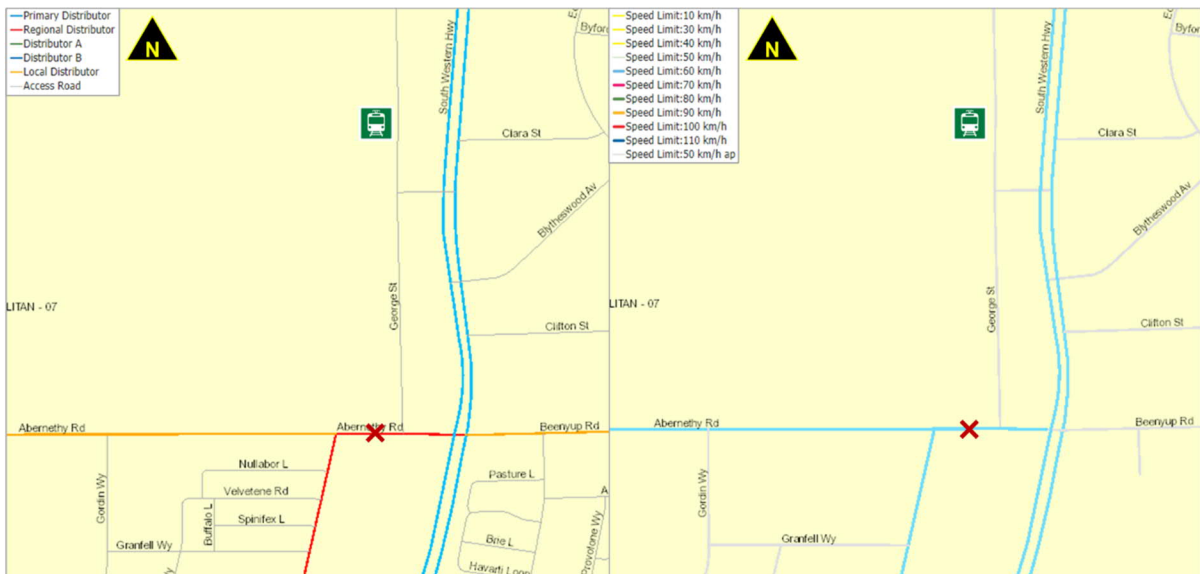 Primary Distributor
Regional Distributor
Distributor A
Distributor B
Local Distributor
Access Road
N
South Western Hwy
Byfor
Clara St
Blytheswood Av
LITAN - 07
George St
Clifton St
Abernethy Rd
Abernethy Rd
Beenyup Rd
Nullabor L
Gordin Wy
Velvetene Rd
Buffalo L
Spinifex L
Granfell Wy
Pasture L
A
Brie L
Provotone Wy
Havarti Loop
Speed Limit:10 km/h
Speed Limit:30 km/h
Speed Limit:40 km/h
Speed Limit:50 km/h
Speed Limit:60 km/h
Speed Limit:70 km/h
Speed Limit:80 km/h
Speed Limit:90 km/h
Speed Limit:100 km/h
Speed Limit:110 km/h
Speed Limit:50 km/h ap
N
South Western Hwy
Byfor
Clara St
Blytheswood Av
LITAN - 07
George St
Clifton St
Abernethy Rd
Beenyup Rd
Gordin Wy
Granfell Wy